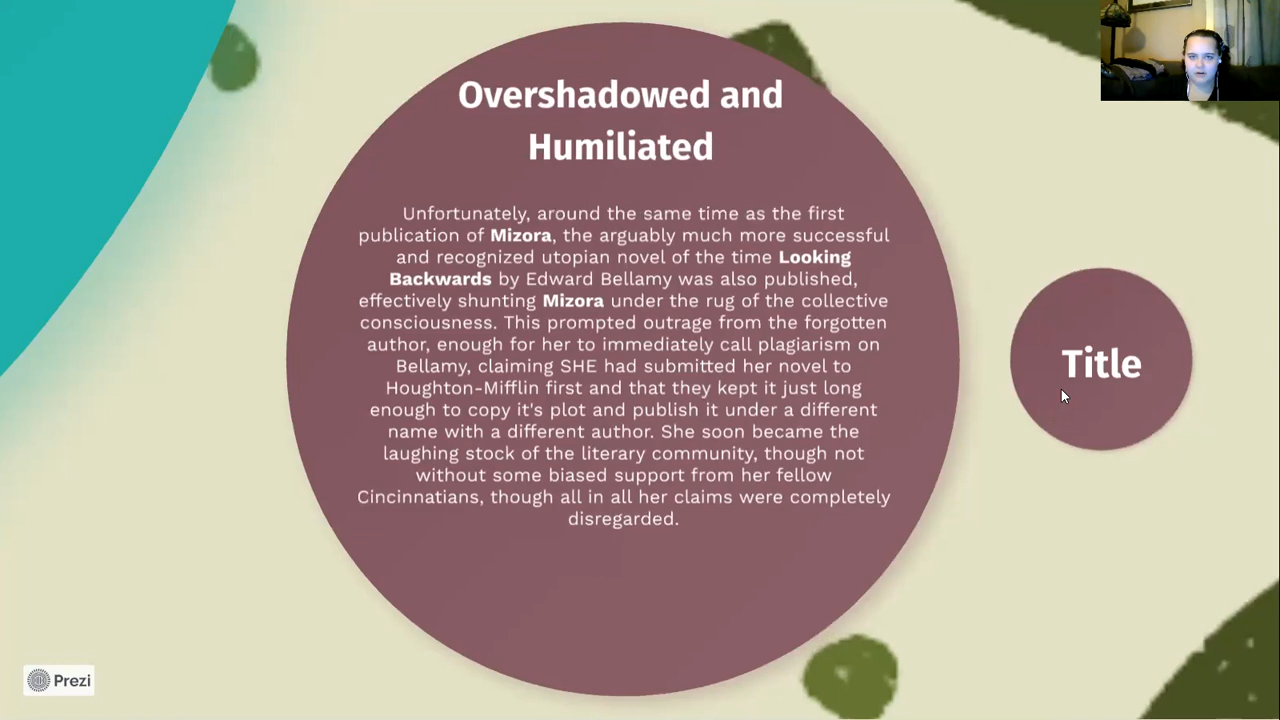 Overshadowed and
Humiliated
Unfortunately, around the same time as the first
publication of Mizora, the arguably much more successful
and recognized utopian novel of the time Looking
Backwards by Edward Bellamy was also published,
effectively shunting Mizora under the rug of the collective
consciousness. This prompted outrage from the forgotten
author, enough for her to immediately call plagiarism on
Bellamy, claiming SHE had submitted her novel to
Houghton-Mifflin first and that they kept it just long
enough to copy it's plot and publish it under a different
name with a different author. She soon became the
laughing stock of the literary community, though not
without some biased support from her fellow
Cincinnatians, though all in all her claims were completely
disregarded.
Title
Prezi